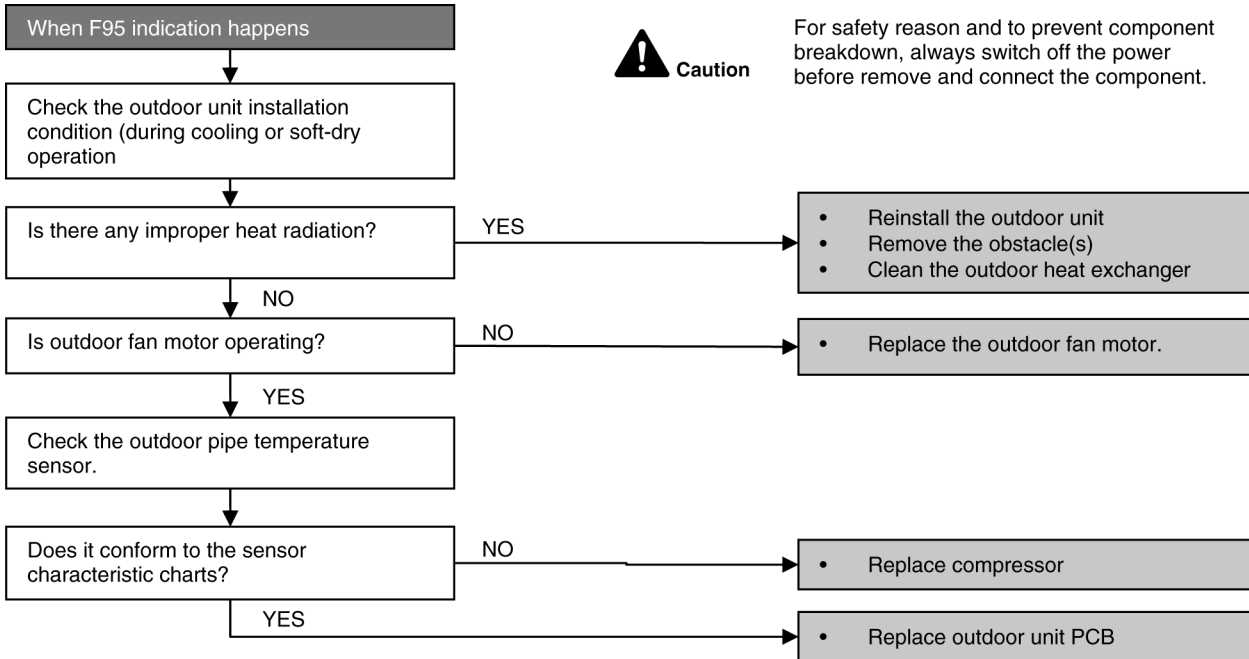 When F95 indication happens
Caution
For safety reason and to prevent component
breakdown, always switch off the power
before remove and connect the component.
Check the outdoor unit installation
condition (during cooling or soft-dry
operation
Is there any improper heat radiation?
YES
• Reinstall the outdoor unit
• Remove the obstacle(s)
• Clean the outdoor heat exchanger
NO
Is outdoor fan motor operating?
NO
• Replace the outdoor fan motor.
YES
Check the outdoor pipe temperature
sensor.
Does it conform to the sensor
characteristic charts?
NO
• Replace compressor
YES
• Replace outdoor unit PCB